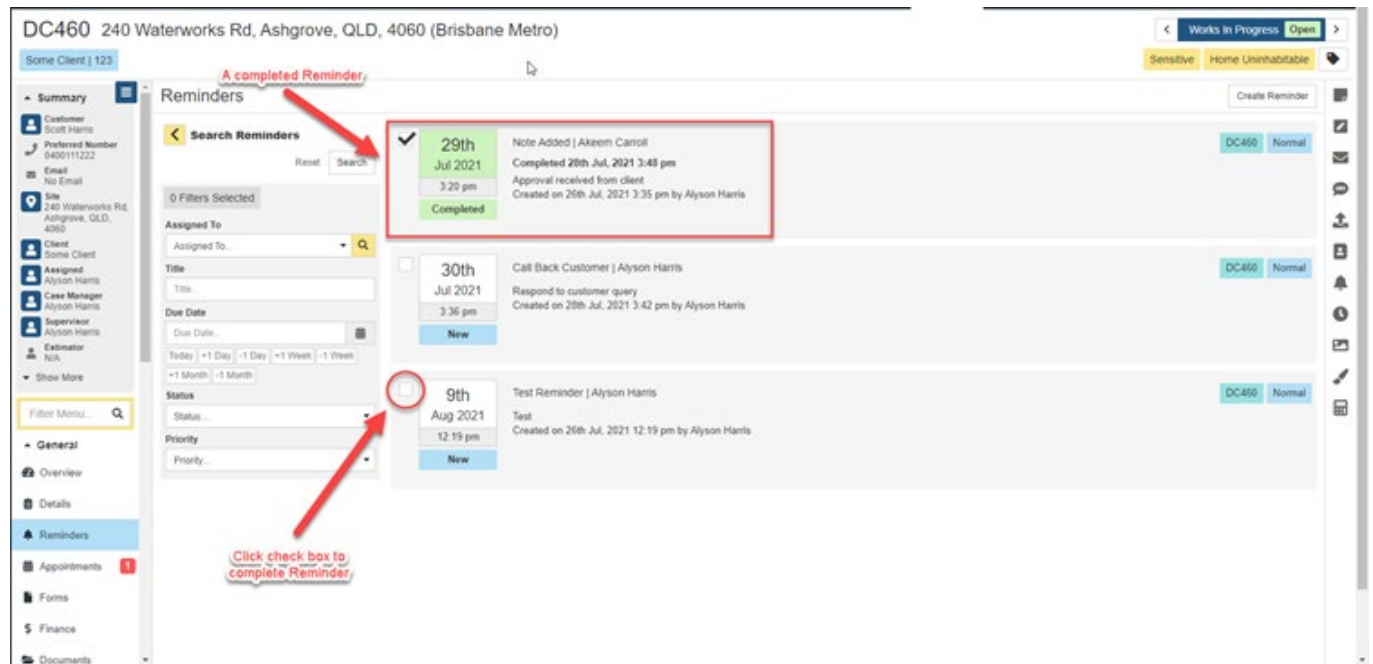 DC460 240 Waterworks Rd, Ashgrove, QLD, 4060 (Brisbane Metro)
Works In Progress Open
Some Client | 123
Sensitive Home Uninhabitable
A completed Reminder
Summary
Customer
Scott Harris
Preferred Number
0400111222
Email
No Email
Site
240 Waterworks Rd,
Ashgrove, QLD,
4060
Client
Some Client
Assigned
Alyson Harris
Case Manager
Alyson Harris
Supervisor
Alyson Harris
Estimator
N/A
Show More
Filter Menu...
General
Overview
Details
Reminders
Appointments 1
Forms
$ Finance
Documents
Reminders
Create Reminder
Search Reminders
Reset Search
0 Filters Selected
Assigned To
Assigned To...
Title
Title...
Due Date
Due Date...
Today +1 Day -1 Day +1 Week -1 Week
+1 Month -1 Month
Status
Status...
Priority
Priority...
Click check box to
complete Reminder
29th
Jul 2021
3:20 pm
Completed
Note Added | Akeem Carroll
Completed 28th Jul, 2021 3:48 pm
Approval received from client
Created on 26th Jul, 2021 3:35 pm by Alyson Harris
DC460 Normal
30th
Jul 2021
3:36 pm
New
Call Back Customer | Alyson Harris
Respond to customer query
Created on 28th Jul, 2021 3:42 pm by Alyson Harris
DC460 Normal
9th
Aug 2021
12:19 pm
New
Test Reminder | Alyson Harris
Test
Created on 26th Jul, 2021 12:19 pm by Alyson Harris
DC460 Normal